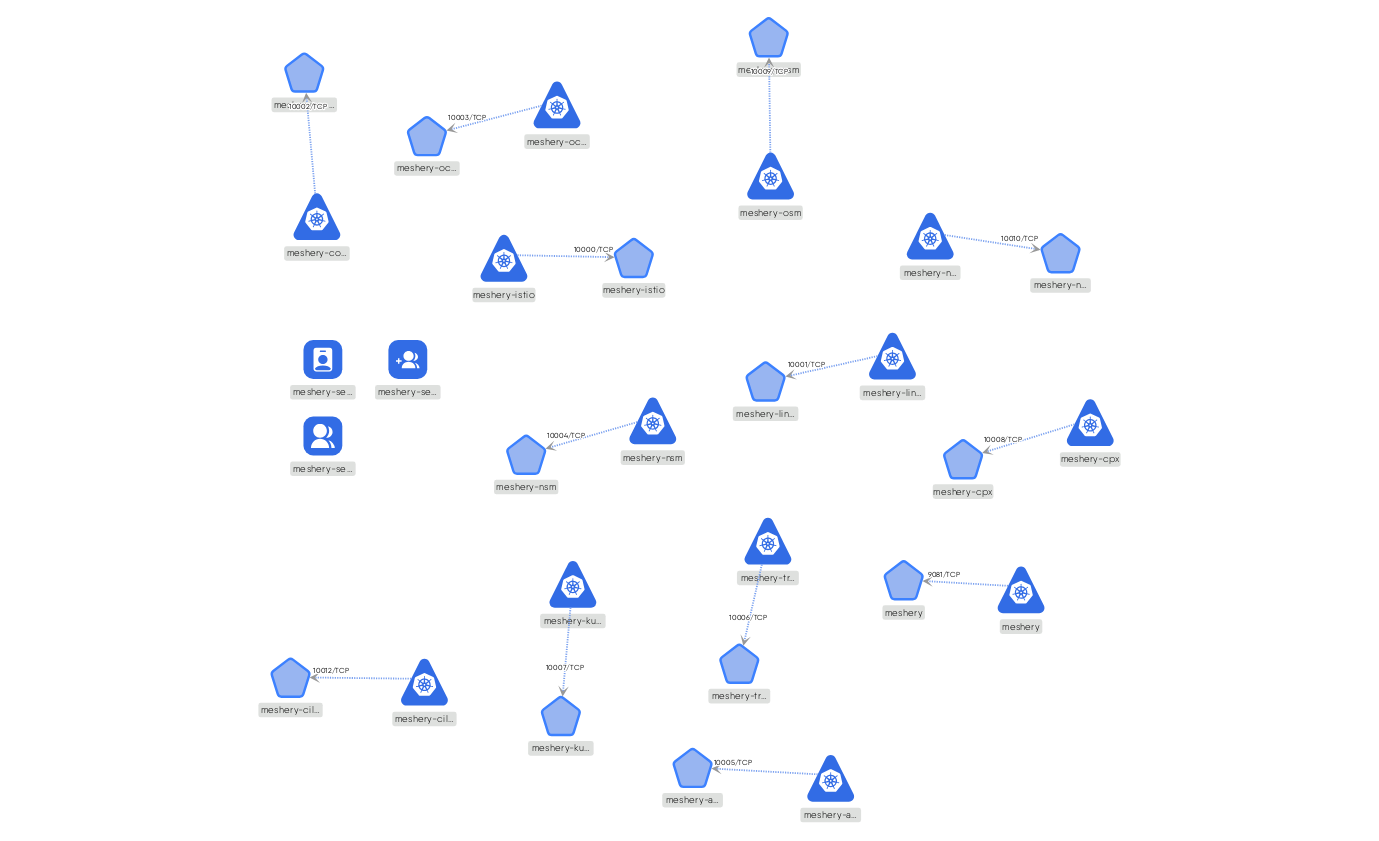 10009/TCP
10002/TCP
10003/TCP
meshery-oc...
meshery-oc...
meshery-osm
meshery-co...
10010/TCP
10000/TCP
meshery-n...
meshery-n...
meshery-istio
meshery-istio
10001/TCP
meshery-se...
meshery-se...
meshery-lin...
meshery-lin...
10004/TCP
10008/TCP
meshery-nsm
meshery-cpx
meshery-se...
meshery-nsm
meshery-cpx
meshery-tr...
9081/TCP
meshery
meshery-ku...
10006/TCP
meshery
10007/TCP
10012/TCP
meshery-tr...
meshery-cil...
meshery-cil...
meshery-ku...
10005/TCP
meshery-a...
meshery-a...